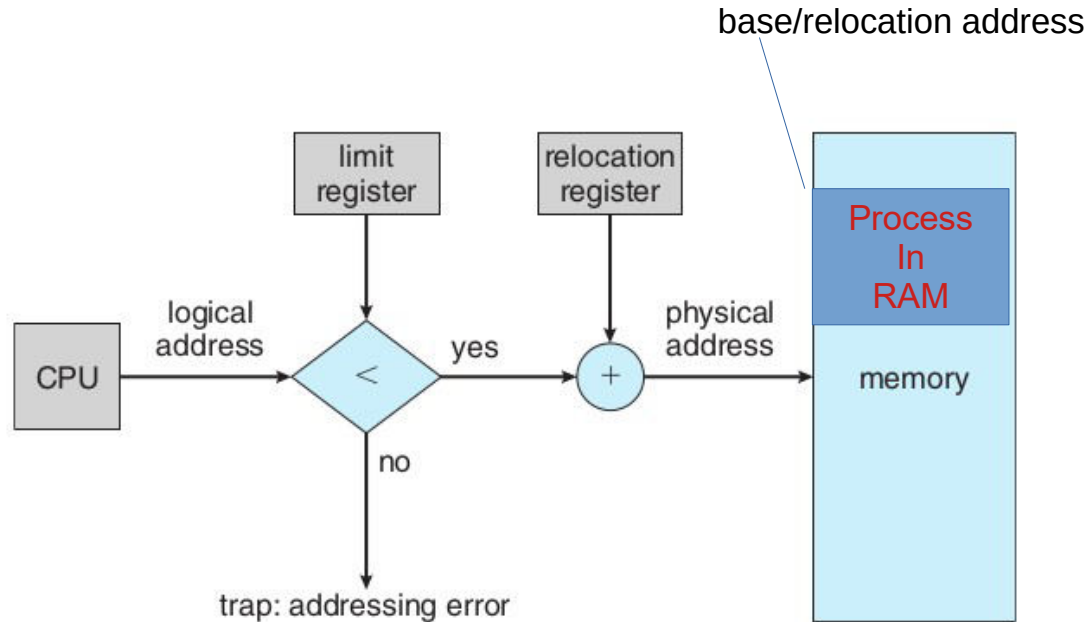 base/relocation address
limit
register
relocation
register
Process
In
RAM
logical
address
physical
address
CPU
<
yes
+
memory
no
trap: addressing error